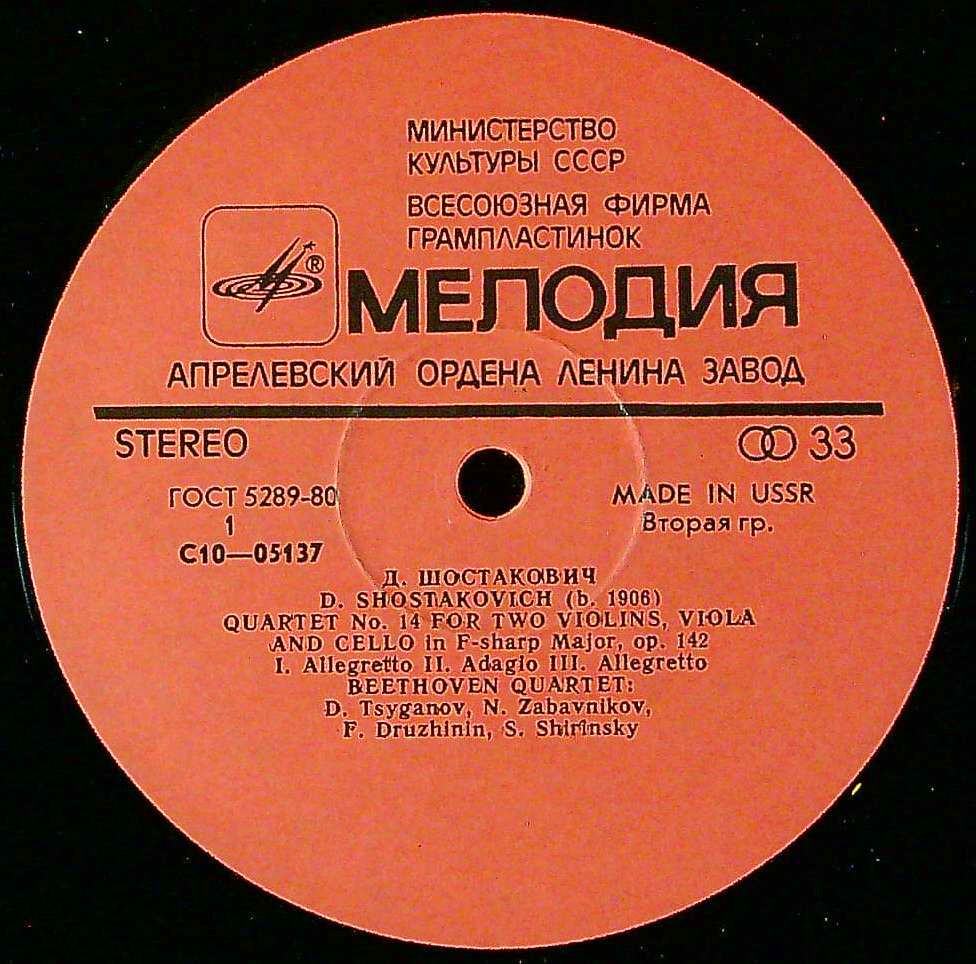 МИНИСТЕРСТВО
КУЛЬТУРЫ СССР
ВСЕСОЮЗНАЯ ФИРМА
ГРАМПЛАСТИНОК
®
МЕЛОДИЯ
АПРЕЛЕВСКИЙ ОРДЕНА ЛЕНИНА ЗАВОД
STEREO
33
ГОСТ 5289-80
MADE IN USSR
1
Вторая гр.
С10—05137
Д. ШОСТАКОВИЧ
D. SHOSTAKOVICH (b. 1906)
QUARTET No. 14 FOR TWO VIOLINS, VIOLA
AND CELLO in F-sharp Major, op. 142
I. Allegretto II. Adagio III. Allegretto
BEETHOVEN QUARTET:
D. Tsyganov, N. Zabavnikov,
F. Druzhinin, S. Shirinsky